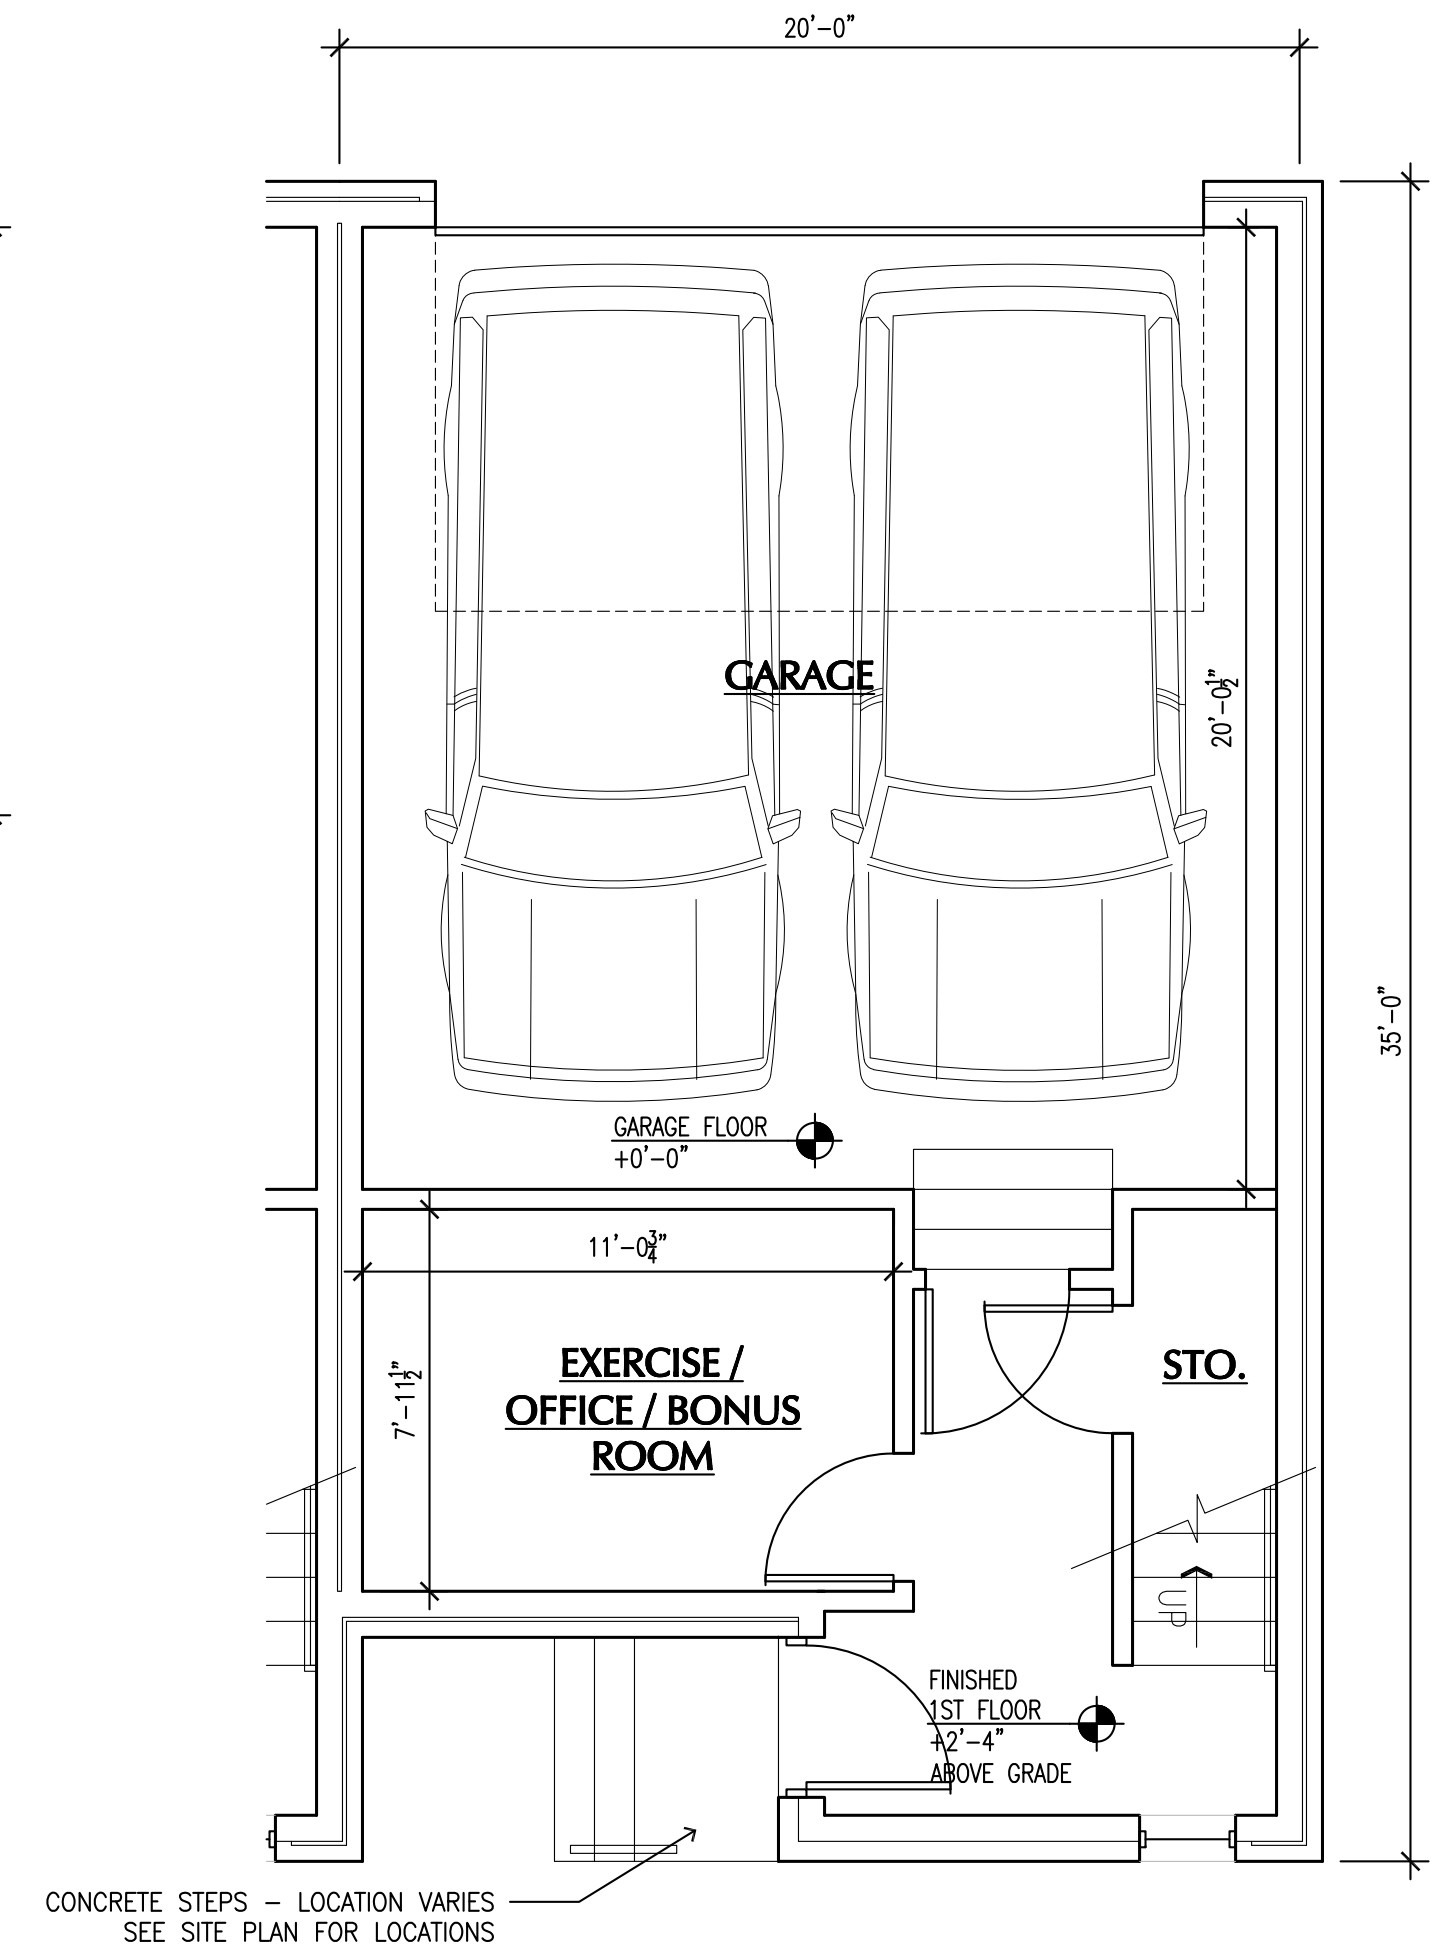 20'-0"
GARAGE
20'-0½"
35'-0"
GARAGE FLOOR
+0'-0"
11'-0¾"
7'-11½"
EXERCISE /
OFFICE / BONUS
ROOM
STO.
UP
FINISHED
1ST FLOOR
+2'-4"
ABOVE GRADE
CONCRETE STEPS – LOCATION VARIES
SEE SITE PLAN FOR LOCATIONS